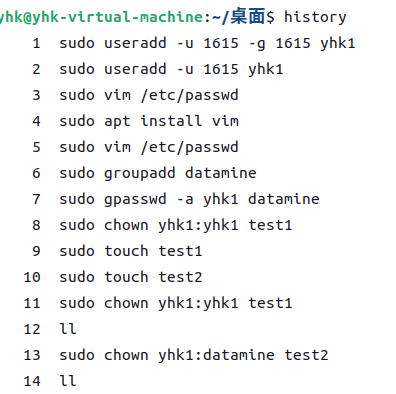 yhk@yhk-virtual-machine:~/桌面$ history
1 sudo useradd -u 1615 -g 1615 yhk1
2 sudo useradd -u 1615 yhk1
3 sudo vim /etc/passwd
4 sudo apt install vim
5 sudo vim /etc/passwd
6 sudo groupadd datamine
7 sudo gpasswd -a yhk1 datamine
8 sudo chown yhk1:yhk1 test1
9 sudo touch test1
10 sudo touch test2
11 sudo chown yhk1:yhk1 test1
12 ll
13 sudo chown yhk1:datamine test2
14 ll